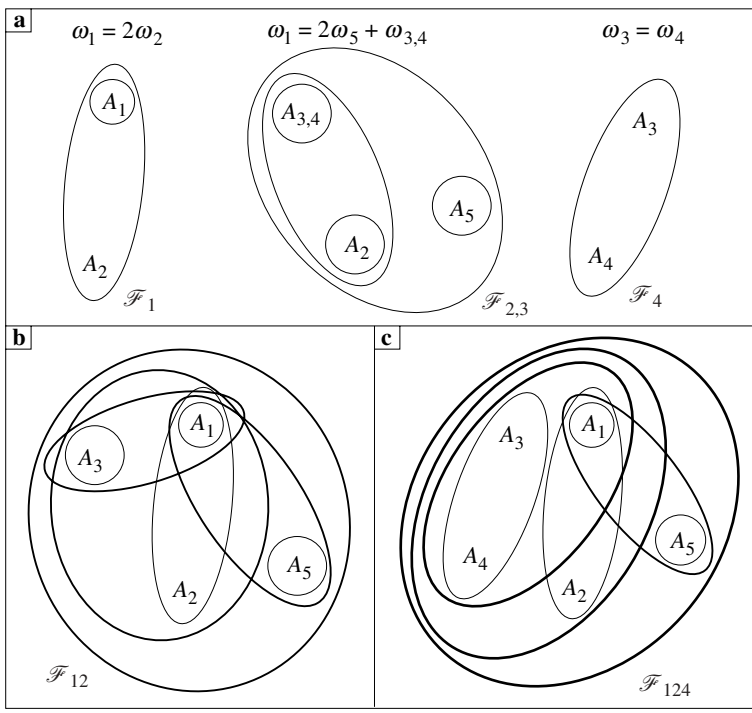 a
ω₁ = 2ω₂
ω₁ = 2ω₅ + ω₃,₄
ω₃ = ω₄
A₁
A₂
ℱ₁
A₃,₄
A₂
A₅
ℱ₂,₃
A₃
A₄
ℱ₄
b
A₁
A₃
A₅
A₂
ℱ₁₂
c
A₃
A₁
A₅
A₄
A₂
ℱ₁₂₄